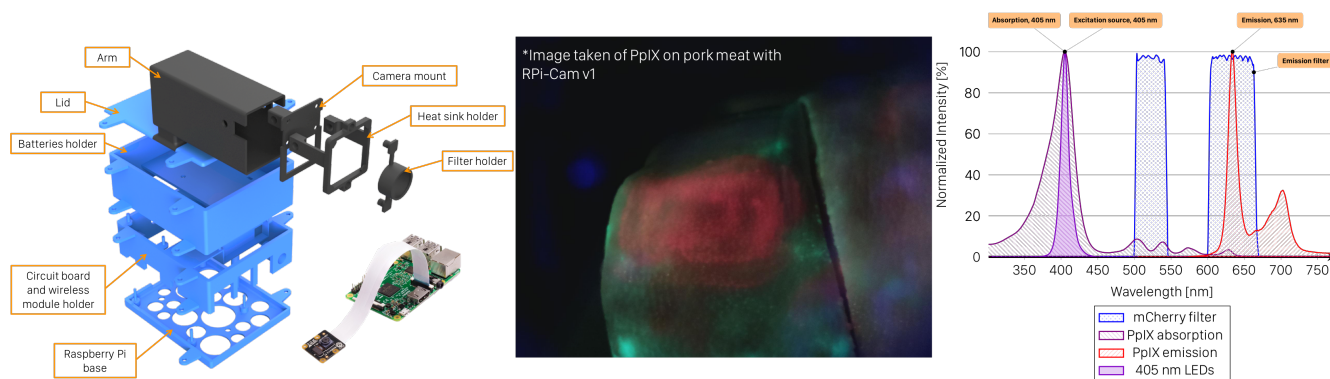 Arm
Camera mount
Lid
Heat sink holder
Batteries holder
Filter holder
Circuit board
and wireless
module holder
Raspberry Pi
base
*Image taken of PpIX on pork meat with
RPi-Cam v1
Absorption, 405 nm
Excitation source, 405 nm
Emission, 635 nm
Emission filter
Normalized Intensity [%]
100
80
60
40
20
0
300 350 400 450 500 550 600 650 700 750
Wavelength [nm]
mCherry filter
PpIX absorption
PpIX emission
405 nm LEDs